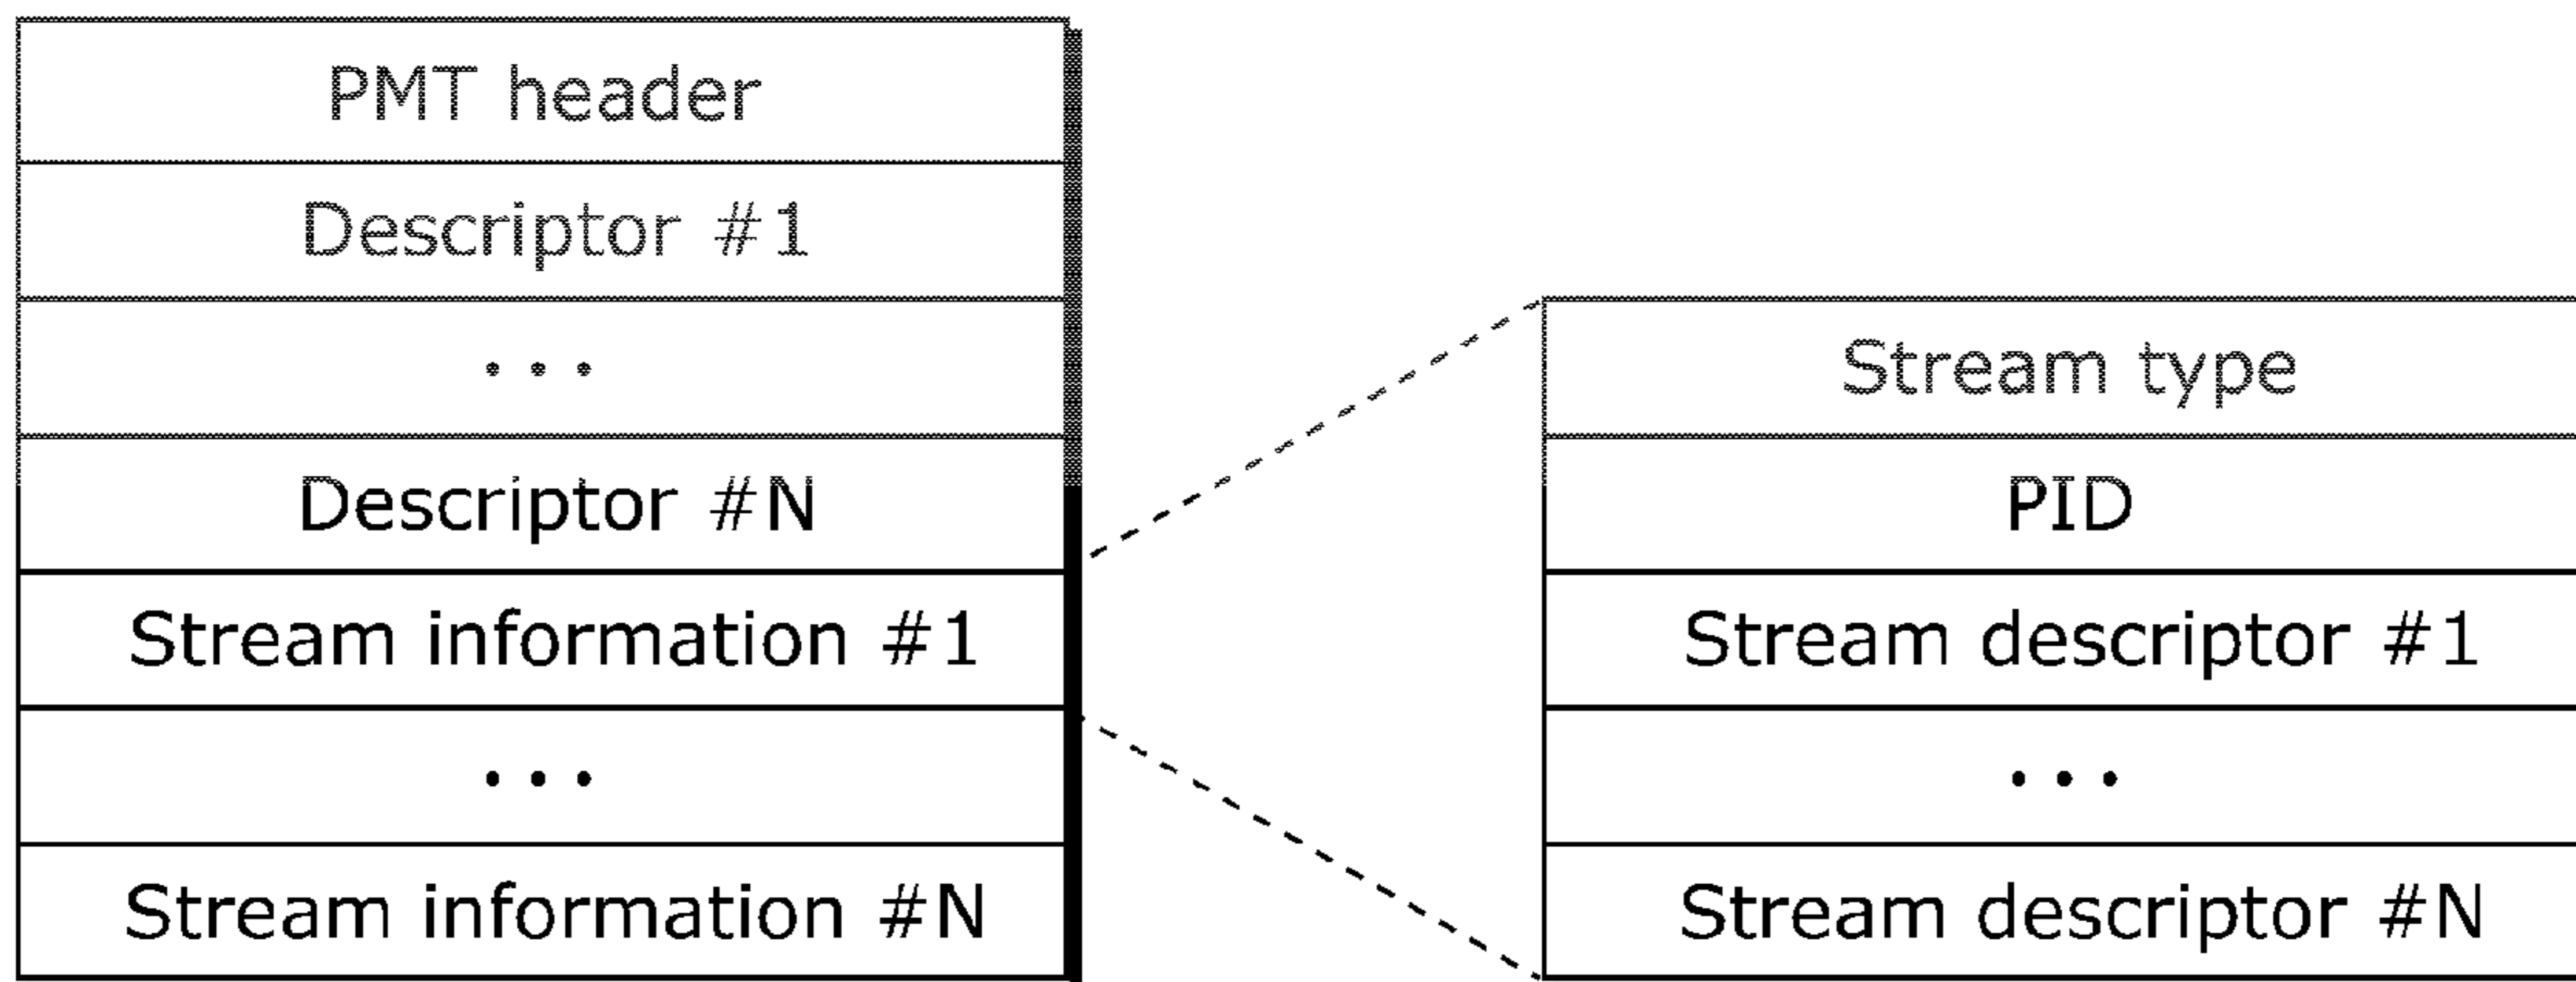 PMT header
Descriptor #1
...
Descriptor #N
Stream information #1
...
Stream information #N
Stream type
PID
Stream descriptor #1
...
Stream descriptor #N